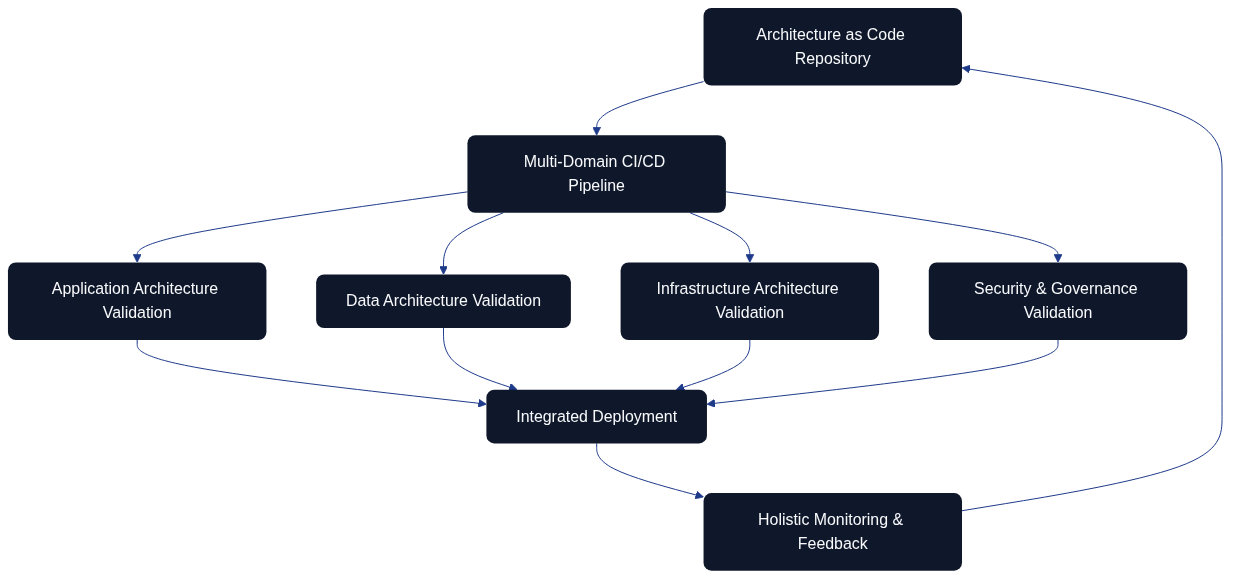 Architecture as Code
Repository
Multi-Domain CI/CD
Pipeline
Application Architecture
Validation
Data Architecture Validation
Infrastructure Architecture
Validation
Security & Governance
Validation
Integrated Deployment
Holistic Monitoring &
Feedback